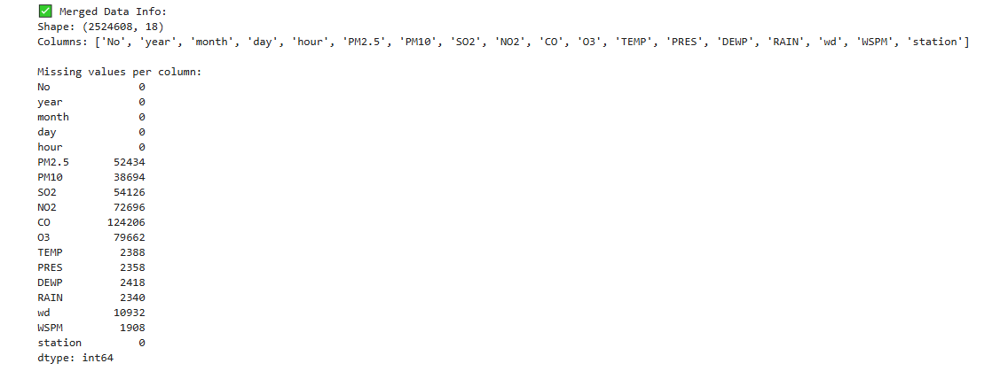 ✅ Merged Data Info:
Shape: (2524608, 18)
Columns: ['No', 'year', 'month', 'day', 'hour', 'PM2.5', 'PM10', 'SO2', 'NO2', 'CO', 'O3', 'TEMP', 'PRES', 'DEWP', 'RAIN', 'wd', 'WSPM', 'station']
Missing values per column:
No 0
year 0
month 0
day 0
hour 0
PM2.5 52434
PM10 38694
SO2 54126
NO2 72696
CO 124206
O3 79662
TEMP 2388
PRES 2358
DEWP 2418
RAIN 2340
wd 10932
WSPM 1908
station 0
dtype: int64